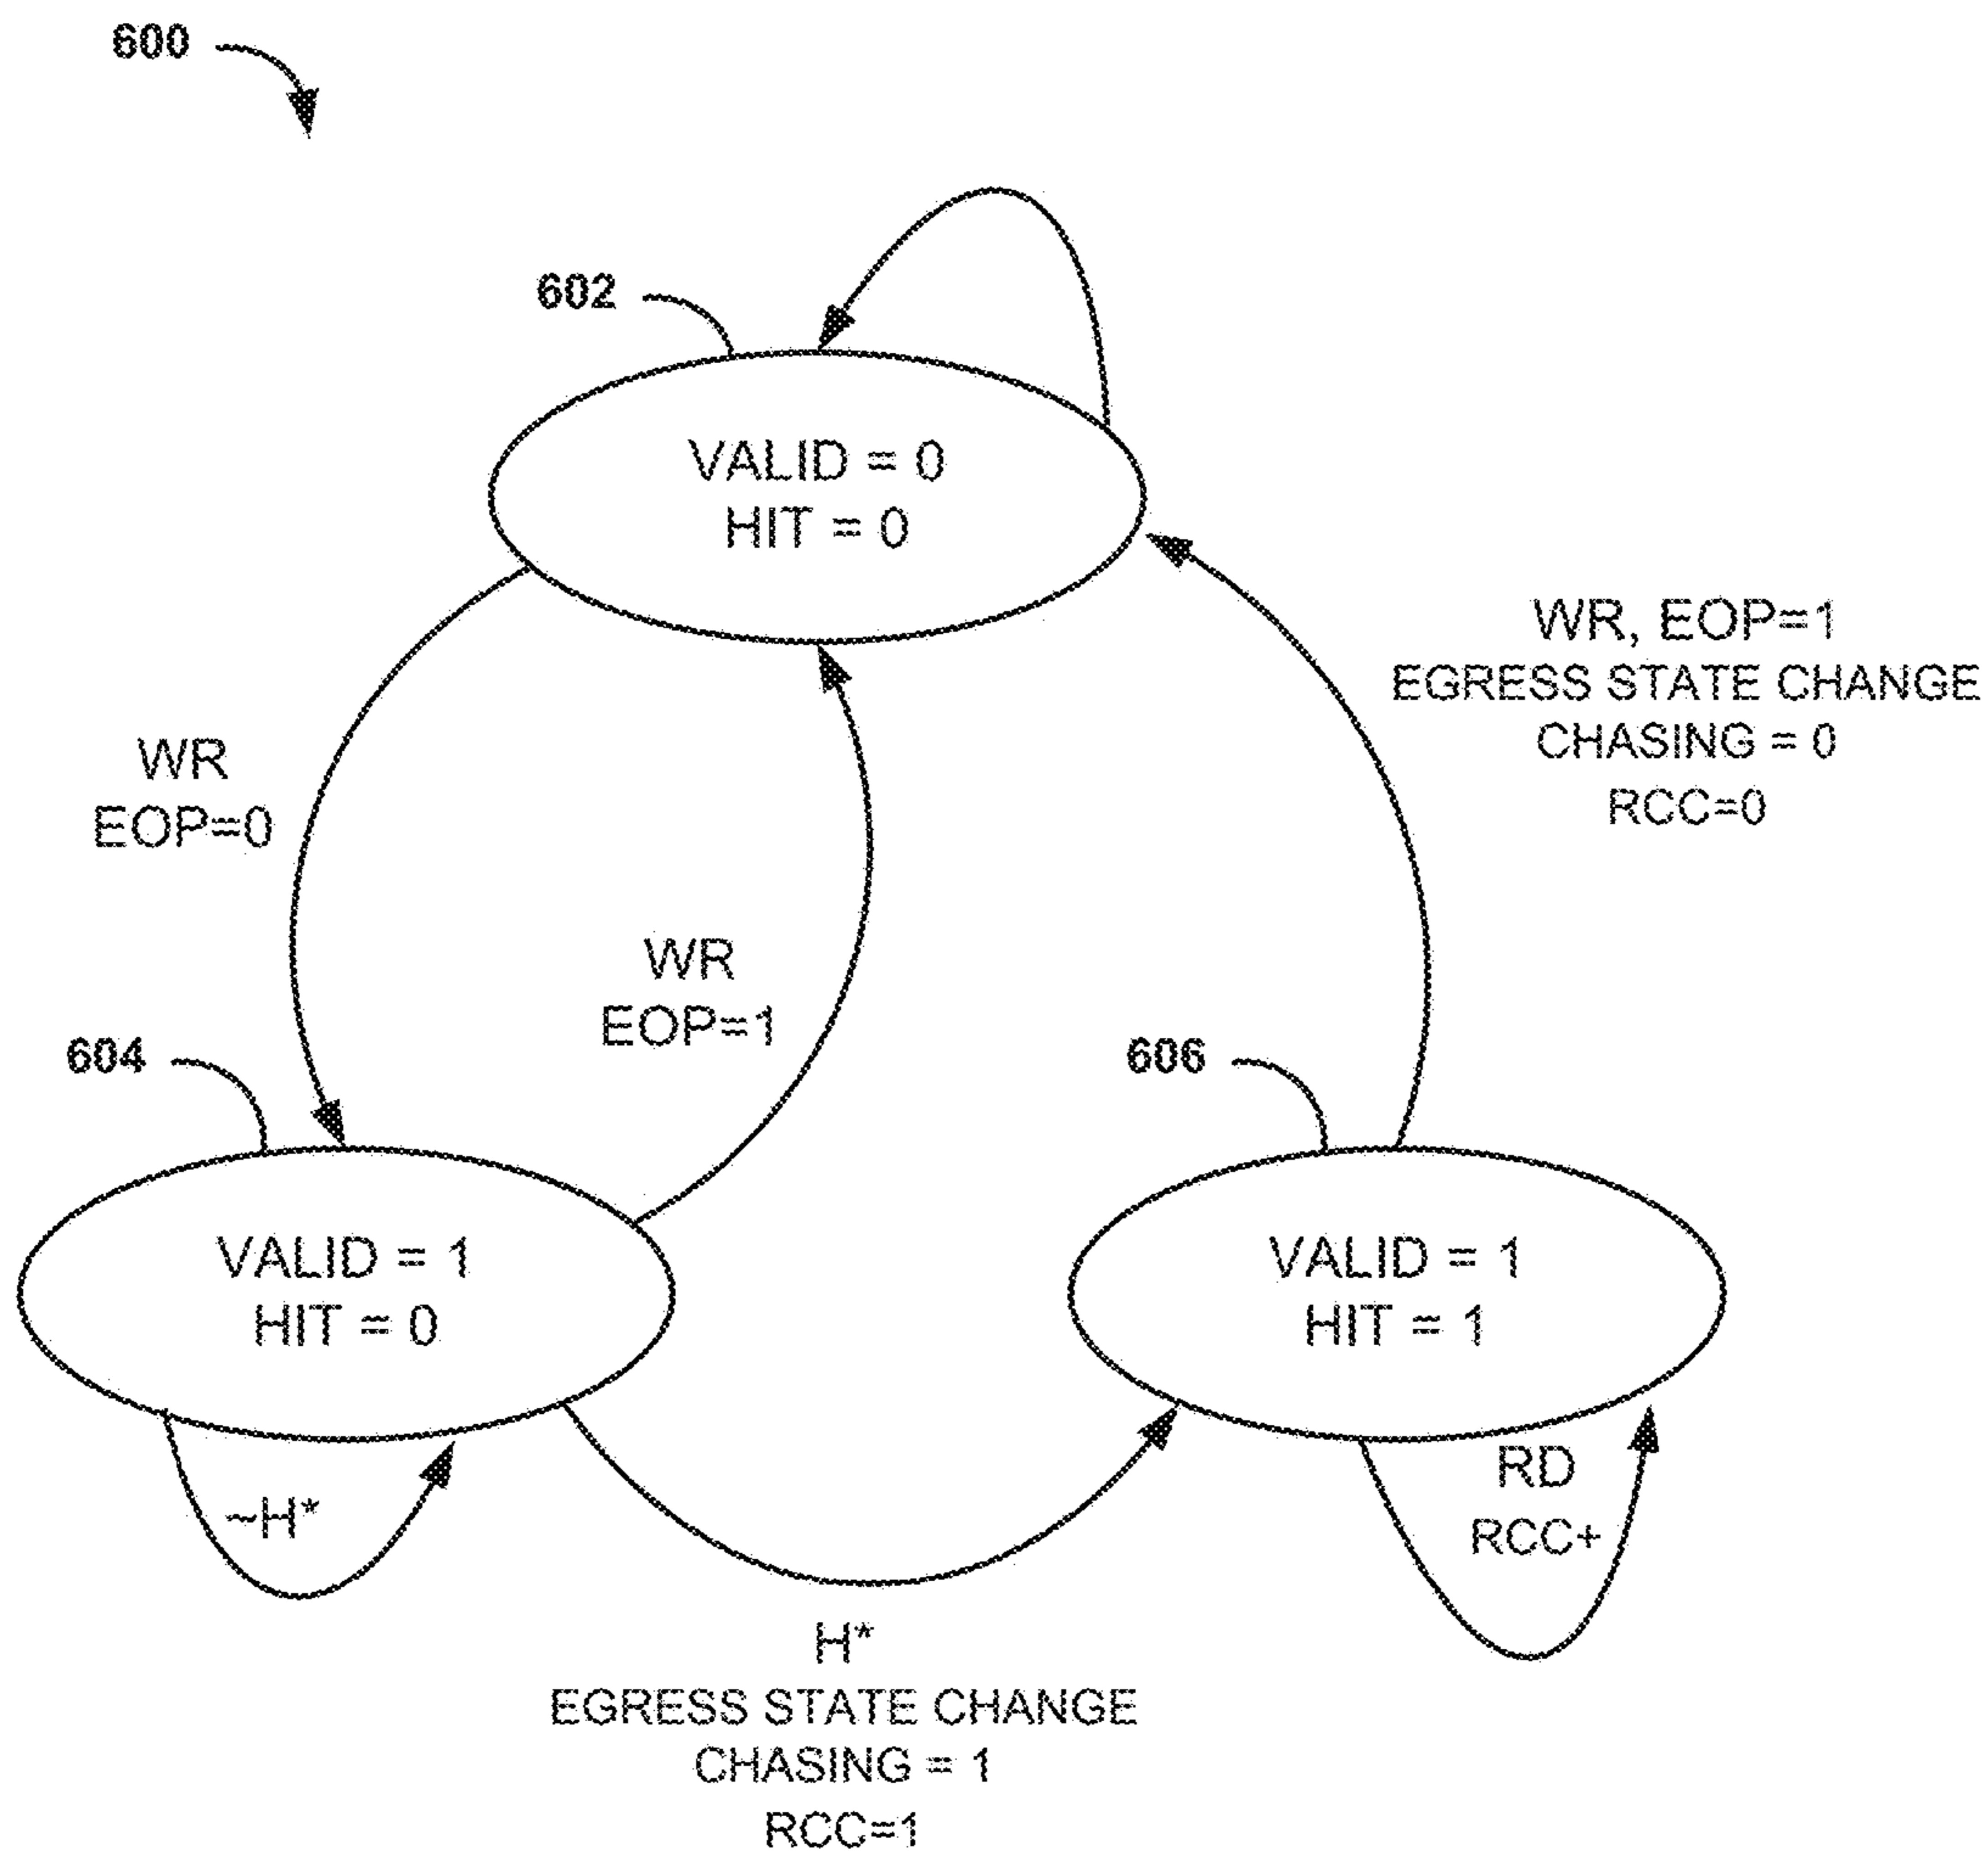 600
602
VALID = 0
HIT = 0
WR, EOP=1
EGRESS STATE CHANGE
CHASING = 0
RCC=0
WR
EOP=0
WR
EOP=1
604
606
VALID = 1
HIT = 0
VALID = 1
HIT = 1
~H*
RD
RCC+
H*
EGRESS STATE CHANGE
CHASING = 1
RCC=1